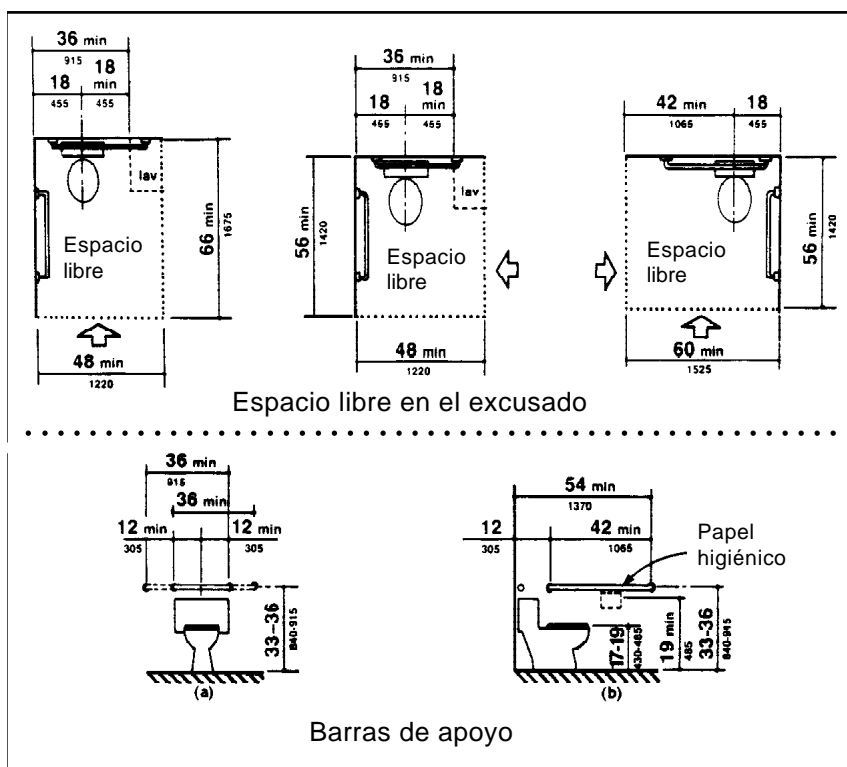 36 min
915
18
18 min
455
455
lav
66 min
1675
Espacio
libre
48 min
1220
36 min
915
18
18 min
455
455
lav
56 min
1420
Espacio
libre
48 min
1220
42 min
18
1065
455
56 min
1420
Espacio
libre
60 min
1525
Espacio libre en el excusado
36 min
915
36 min
12 min
12 min
305
305
33-36
840-915
(a)
54 min
1370
12
42 min
305
1065
Papel
higiénico
17-19
430-485
19 min
485
33-36
840-915
(b)
Barras de apoyo